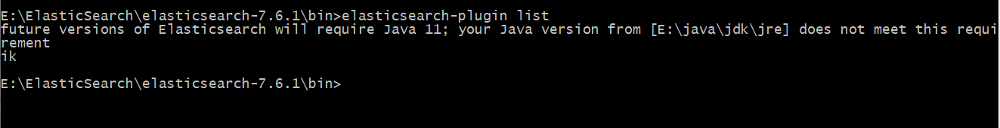 E:\ElasticSearch\elasticsearch-7.6.1\bin>elasticsearch-plugin list
future versions of Elasticsearch will require Java 11; your Java version from [E:\java\jdk\jre] does not meet this requi
rement
ik
E:\ElasticSearch\elasticsearch-7.6.1\bin>